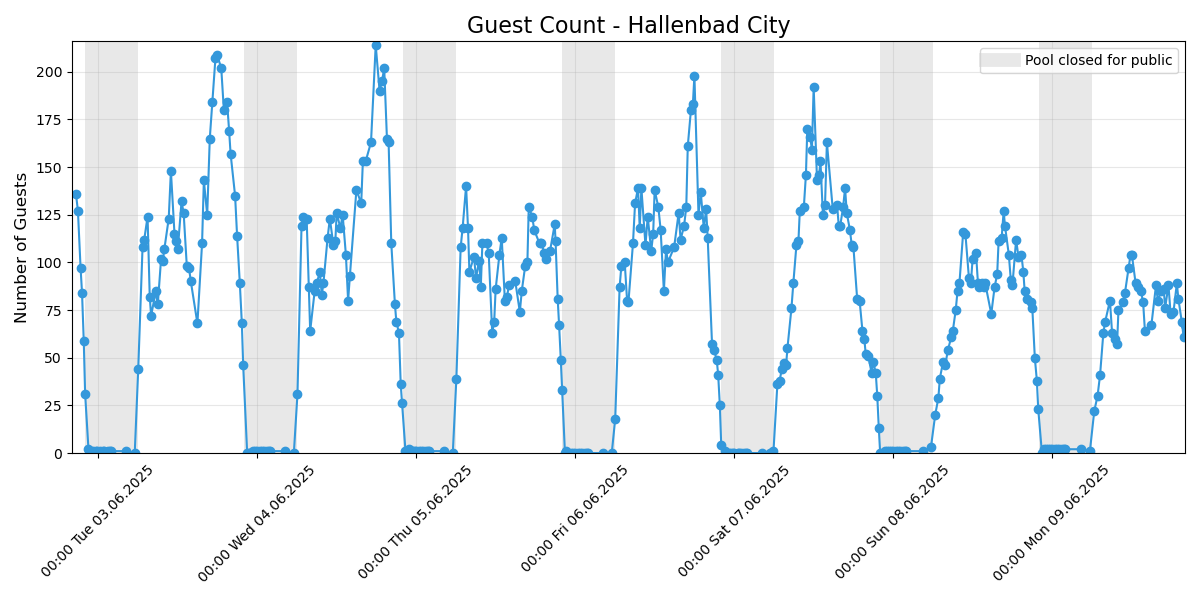 Guest Count - Hallenbad City
Pool closed for public
Number of Guests
200
175
150
125
100
75
50
25
0
00:00 Tue 03.06.2025
00:00 Wed 04.06.2025
00:00 Thu 05.06.2025
00:00 Fri 06.06.2025
00:00 Sat 07.06.2025
00:00 Sun 08.06.2025
00:00 Mon 09.06.2025